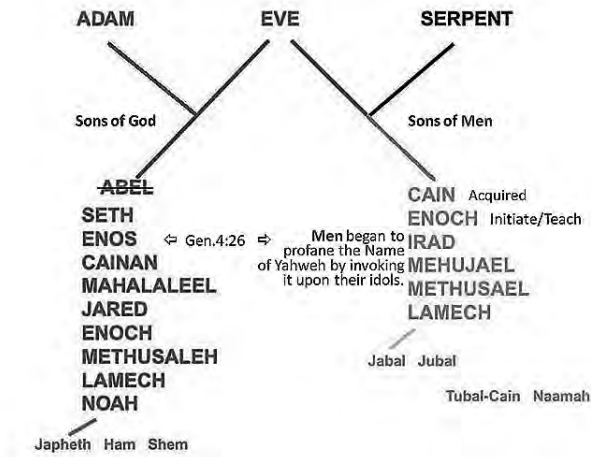 ADAM EVE SERPENT
Sons of God Sons of Men
ABEL
SETH
ENOS
CAINAN
MAHALALEEL
JARED
ENOCH
METHUSALEH
LAMECH
NOAH
Japheth Ham Shem
⇦ Gen.4:26 ⇨
Men began to
profane the Name
of Yahweh by invoking
it upon their idols.
CAIN Acquired
ENOCH Initiate/Teach
IRAD
MEHUJAEL
METHUSAEL
LAMECH
Jabal Jubal
Tubal-Cain Naamah